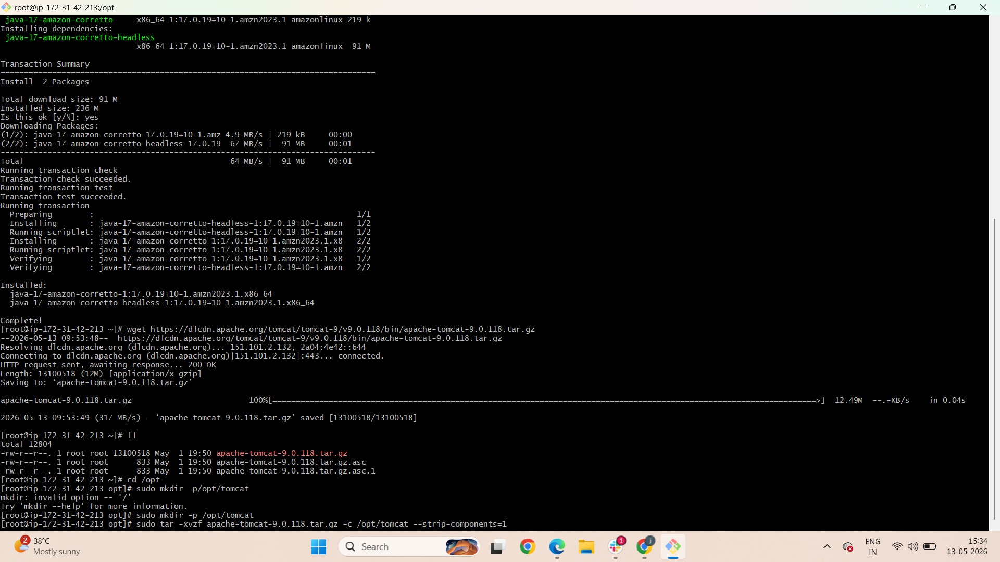 root@ip-172-31-42-213:/opt
 java-17-amazon-corretto     x86_64 1:17.0.19+10-1.amzn2023.1 amazonlinux 219 k
Installing dependencies:
 java-17-amazon-corretto-headless
                             x86_64 1:17.0.19+10-1.amzn2023.1 amazonlinux  91 M
Transaction Summary
================================================================================
Install  2 Packages
Total download size: 91 M
Installed size: 236 M
Is this ok [y/N]: yes
Downloading Packages:
(1/2): java-17-amazon-corretto-17.0.19+10-1.amz 4.9 MB/s | 219 kB     00:00
(2/2): java-17-amazon-corretto-headless-17.0.19  67 MB/s |  91 MB     00:01
--------------------------------------------------------------------------------
Total                                            64 MB/s |  91 MB     00:01
Running transaction check
Transaction check succeeded.
Running transaction test
Transaction test succeeded.
Running transaction
  Preparing        :                                                        1/1
  Installing       : java-17-amazon-corretto-headless-1:17.0.19+10-1.amzn   1/2
  Running scriptlet: java-17-amazon-corretto-headless-1:17.0.19+10-1.amzn   1/2
  Installing       : java-17-amazon-corretto-1:17.0.19+10-1.amzn2023.1.x8   2/2
  Running scriptlet: java-17-amazon-corretto-1:17.0.19+10-1.amzn2023.1.x8   2/2
  Verifying        : java-17-amazon-corretto-1:17.0.19+10-1.amzn2023.1.x8   1/2
  Verifying        : java-17-amazon-corretto-headless-1:17.0.19+10-1.amzn   2/2
Installed:
  java-17-amazon-corretto-1:17.0.19+10-1.amzn2023.1.x86_64
  java-17-amazon-corretto-headless-1:17.0.19+10-1.amzn2023.1.x86_64
Complete!
[root@ip-172-31-42-213 ~]# wget https://dlcdn.apache.org/tomcat/tomcat-9/v9.0.118/bin/apache-tomcat-9.0.118.tar.gz
--2026-05-13 09:53:48--  https://dlcdn.apache.org/tomcat/tomcat-9/v9.0.118/bin/apache-tomcat-9.0.118.tar.gz
Resolving dlcdn.apache.org (dlcdn.apache.org)... 151.101.2.132, 2a04:4e42::644
Connecting to dlcdn.apache.org (dlcdn.apache.org)|151.101.2.132|:443... connected.
HTTP request sent, awaiting response... 200 OK
Length: 13100518 (12M) [application/x-gzip]
Saving to: ‘apache-tomcat-9.0.118.tar.gz’
apache-tomcat-9.0.118.tar.gz                         100%[====================================================================================================================>]  12.49M  --.-KB/s    in 0.04s
2026-05-13 09:53:49 (317 MB/s) - ‘apache-tomcat-9.0.118.tar.gz’ saved [13100518/13100518]
[root@ip-172-31-42-213 ~]# ll
total 12804
-rw-r--r--. 1 root root 13100518 May  1 19:50 apache-tomcat-9.0.118.tar.gz
-rw-r--r--. 1 root root      833 May  1 19:50 apache-tomcat-9.0.118.tar.gz.asc
-rw-r--r--. 1 root root      833 May  1 19:50 apache-tomcat-9.0.118.tar.gz.asc.1
[root@ip-172-31-42-213 ~]# cd /opt
[root@ip-172-31-42-213 opt]# sudo mkdir -p/opt/tomcat
mkdir: invalid option -- '/'
Try 'mkdir --help' for more information.
[root@ip-172-31-42-213 opt]# sudo mkdir -p /opt/tomcat
[root@ip-172-31-42-213 opt]# sudo tar -xvzf apache-tomcat-9.0.118.tar.gz -c /opt/tomcat --strip-components=1
2
38°C
Mostly sunny
Search
1
j
ENG
IN
15:34
13-05-2026